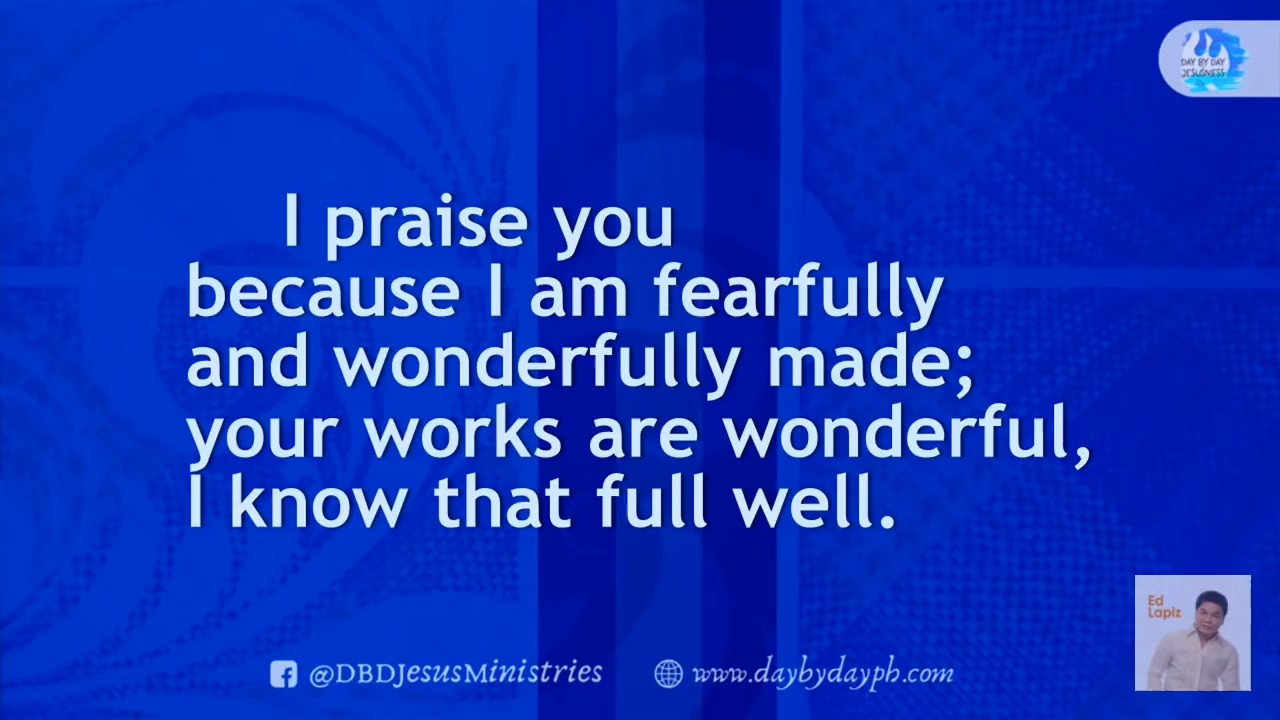 DAY BY DAY
JESUSNESS
I praise you
because I am fearfully
and wonderfully made;
your works are wonderful,
I know that full well.
Ed
Lapiz
@DBDJesusMinistries
www.daybydayph.com